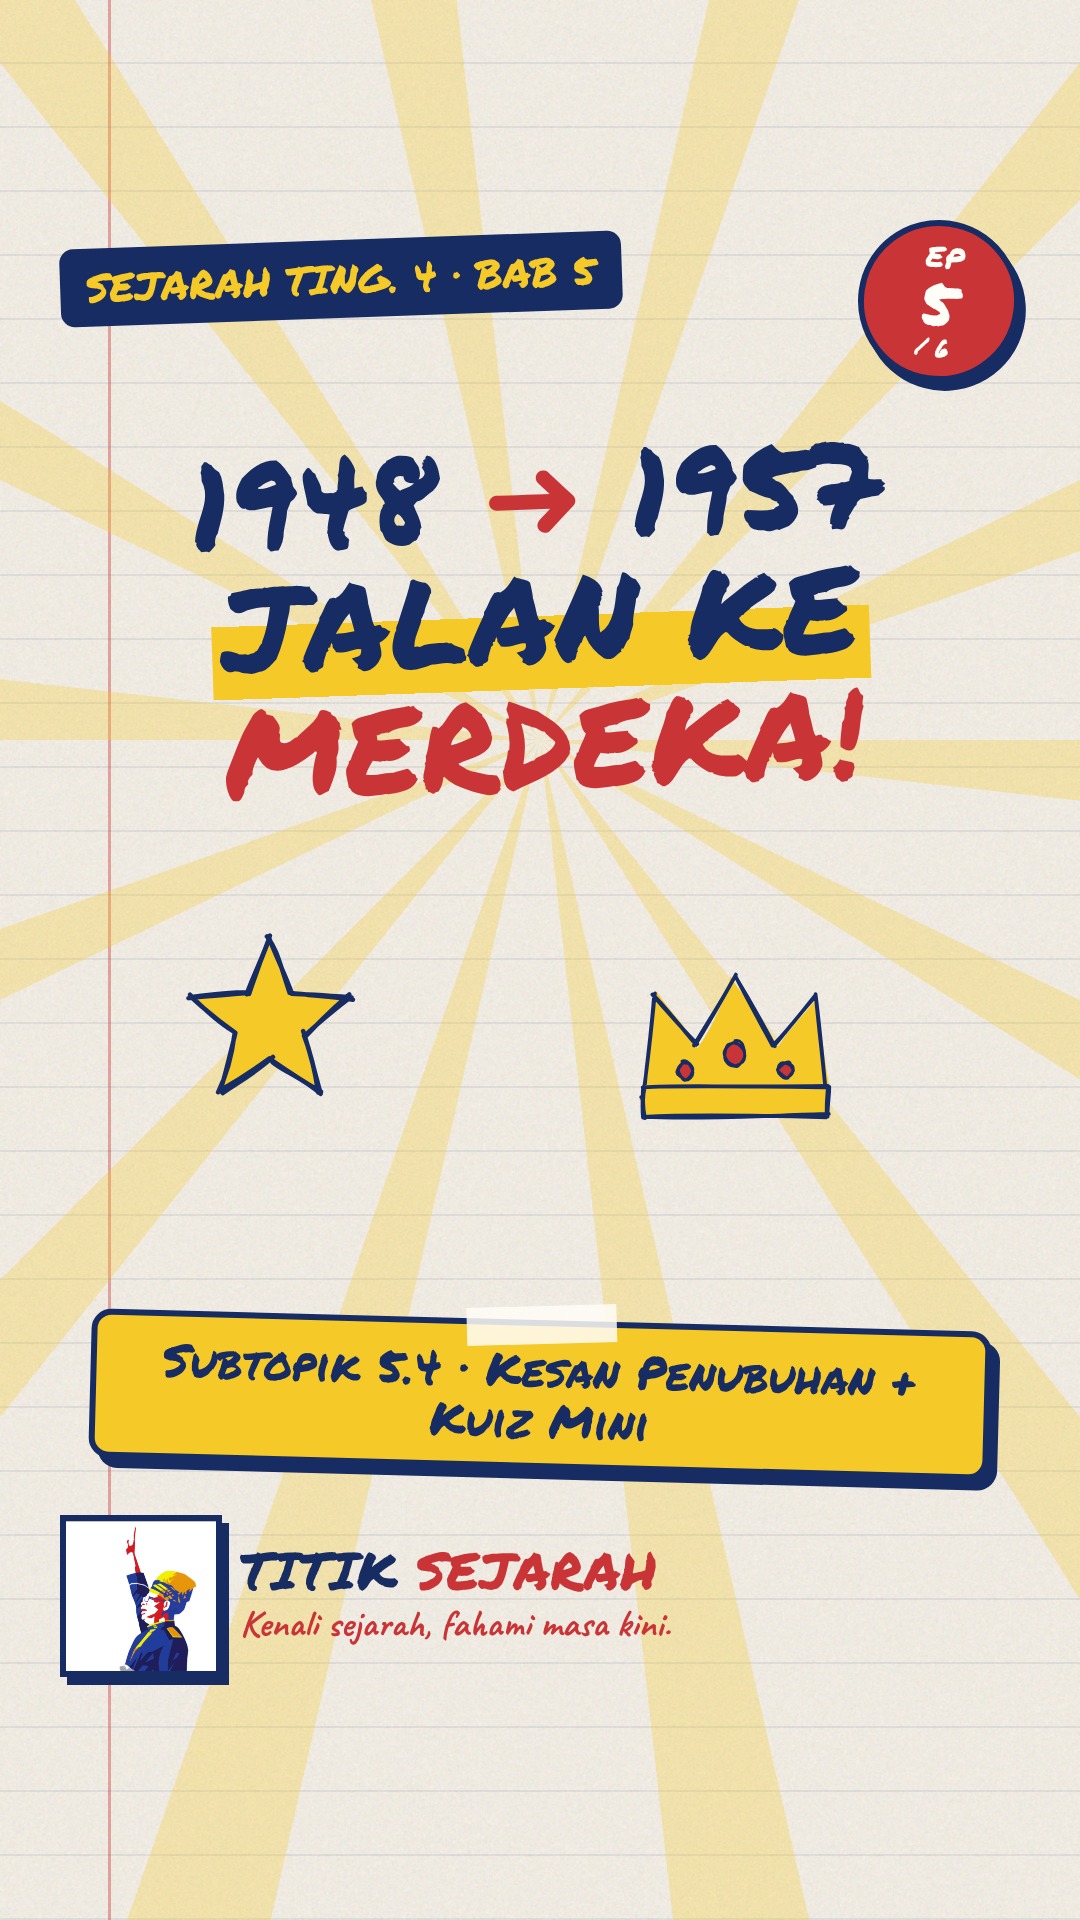 SEJARAH TING. 4 · BAB 5
EP
5
/ 6
1948 → 1957
JALAN KE
MERDEKA!
SUBTOPIK 5.4 · KESAN PENUBUHAN +
KUIZ MINI
TITIK SEJARAH
Kenali sejarah, fahami masa kini.